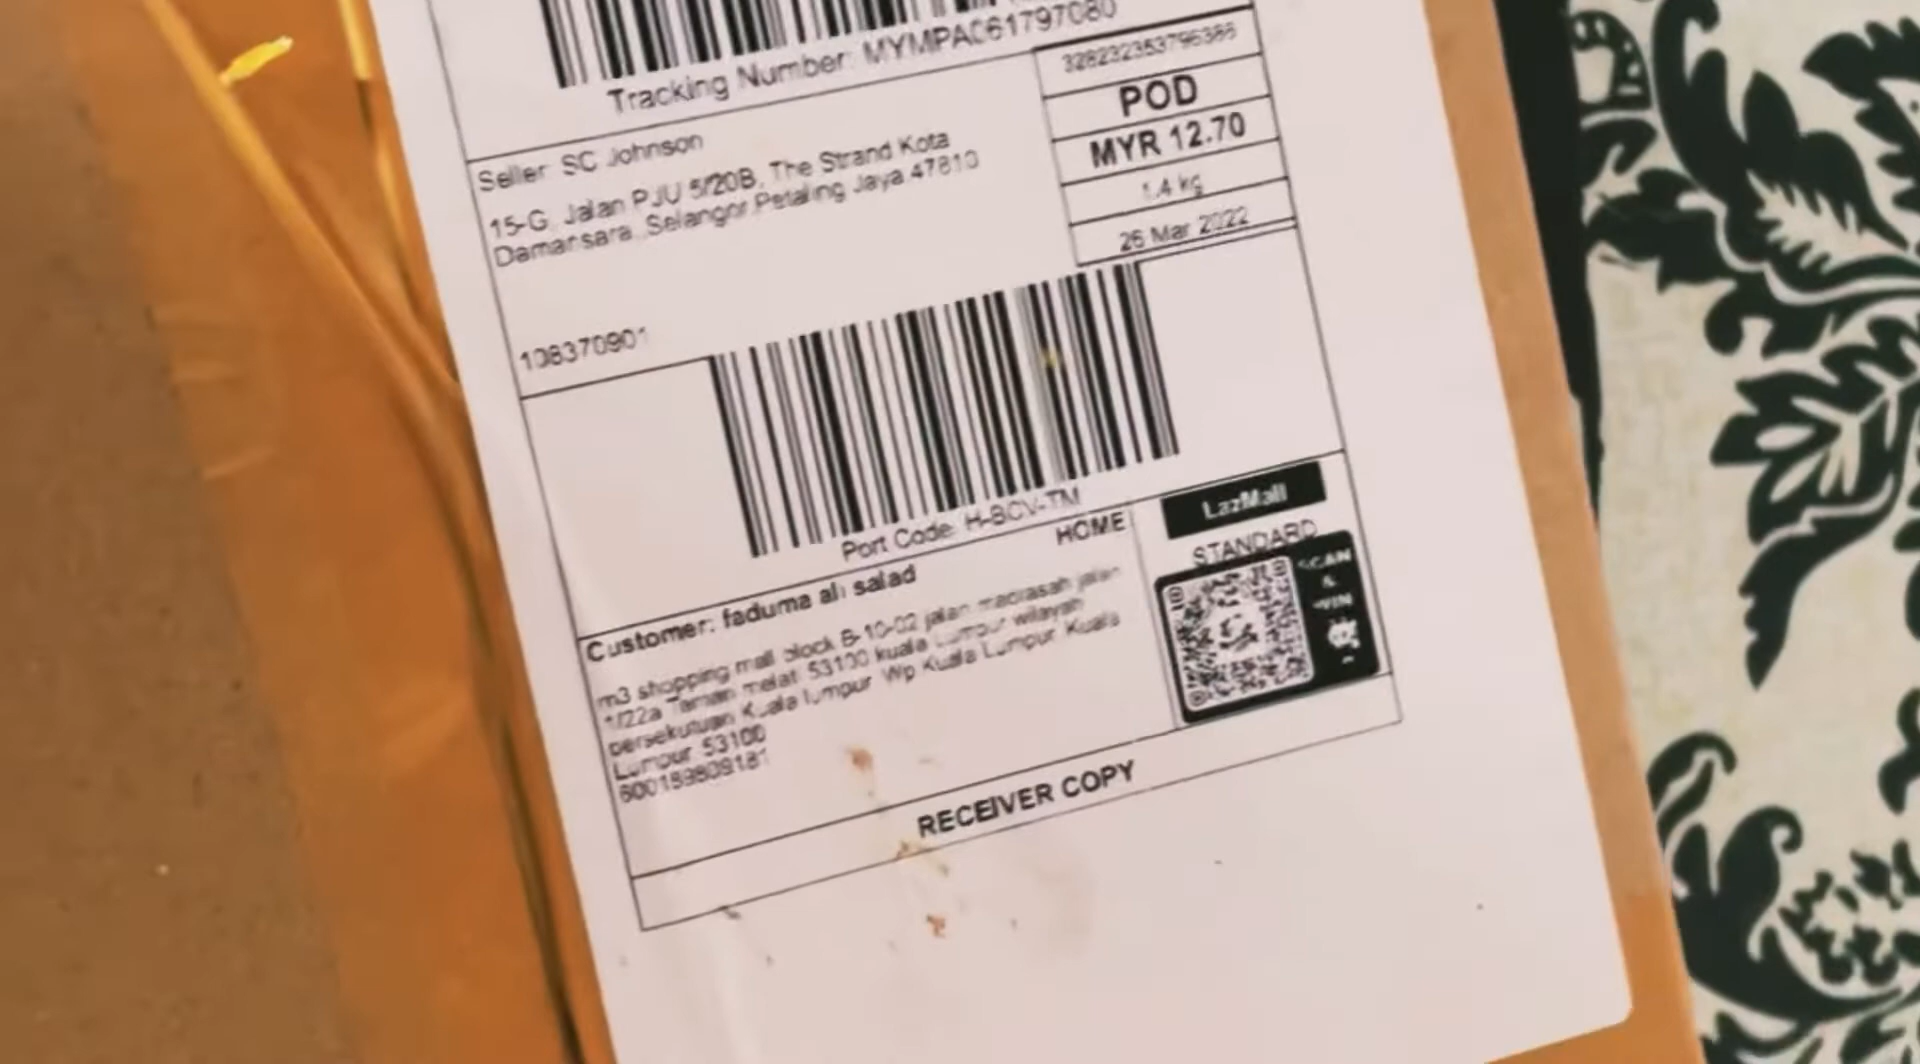 Tracking Number: MYMPA061797080
328232353796386
POD
MYR 12.70
1.4 kg
26 Mar 2022
Seller: SC Johnson
15-G, Jalan PJU 5/20B, The Strand Kota
Damansara, Selangor,Petaling Jaya 47810
108370901
Port Code: H-BCV-TM
HOME
LazMall
STANDARD
SCAN
&
WIN
Customer: faduma ali salad
m3 shopping mall block B-10-02 jalan madrasah jalan
1/22a Taman melati 53100 kuala Lumpur wilayah
persekutuan Kuala lumpur Wp Kuala Lumpur Kuala
Lumpur 53100
RECEIVER COPY